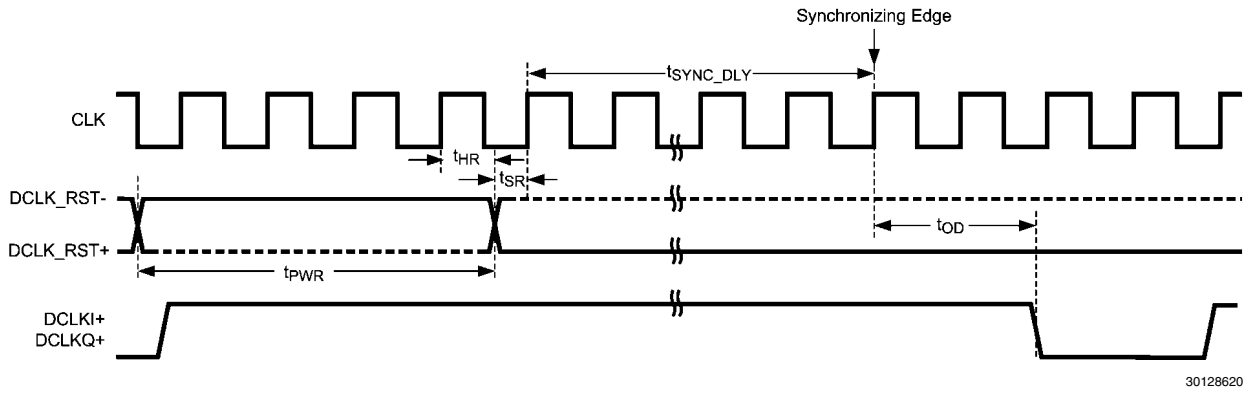 Synchronizing Edge
tSYNC_DLY
CLK
tHR
tSR
DCLK_RST-
tOD
DCLK_RST+
tPWR
DCLKI+
DCLKQ+
30128620